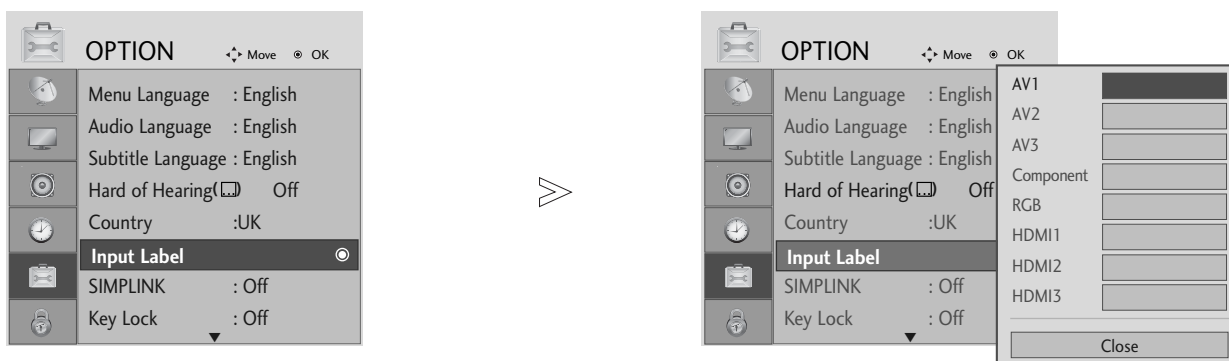 OPTION Move OK
Menu Language : English
Audio Language : English
Subtitle Language : English
Hard of Hearing( ) Off
Country :UK
Input Label
SIMPLINK : Off
Key Lock : Off
OPTION Move OK
Menu Language : English
Audio Language : English
Subtitle Language : English
Hard of Hearing( ) Off
Country :UK
Input Label
SIMPLINK : Off
Key Lock : Off
AV1
AV2
AV3
Component
RGB
HDMI1
HDMI2
HDMI3
Close